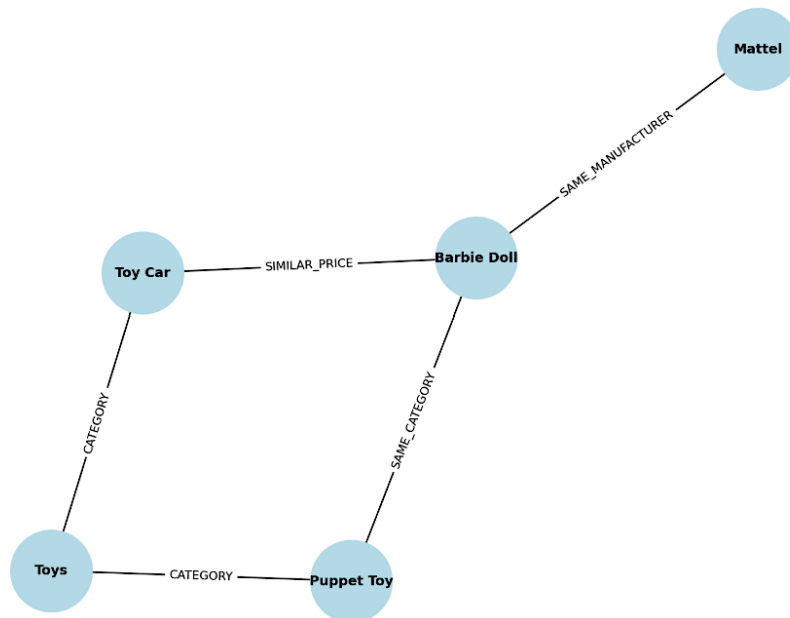 Mattel
SAME_MANUFACTURER
Barbie Doll
SIMILAR_PRICE
Toy Car
CATEGORY
SAME_CATEGORY
Toys
CATEGORY
Puppet Toy